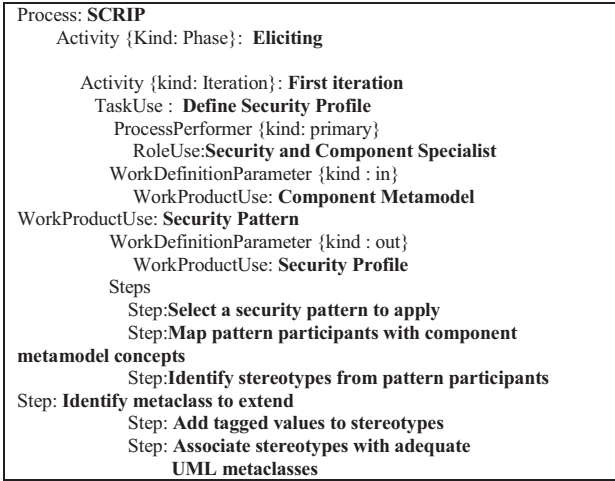 Process: SCRIP
Activity {Kind: Phase}: Eliciting
Activity {kind: Iteration}: First iteration
TaskUse : Define Security Profile
ProcessPerformer {kind: primary}
RoleUse:Security and Component Specialist
WorkDefinitionParameter {kind : in}
WorkProductUse: Component Metamodel
WorkProductUse: Security Pattern
WorkDefinitionParameter {kind : out}
WorkProductUse: Security Profile
Steps
Step:Select a security pattern to apply
Step:Map pattern participants with component
metamodel concepts
Step:Identify stereotypes from pattern participants
Step: Identify metaclass to extend
Step: Add tagged values to stereotypes
Step: Associate stereotypes with adequate
UML metaclasses